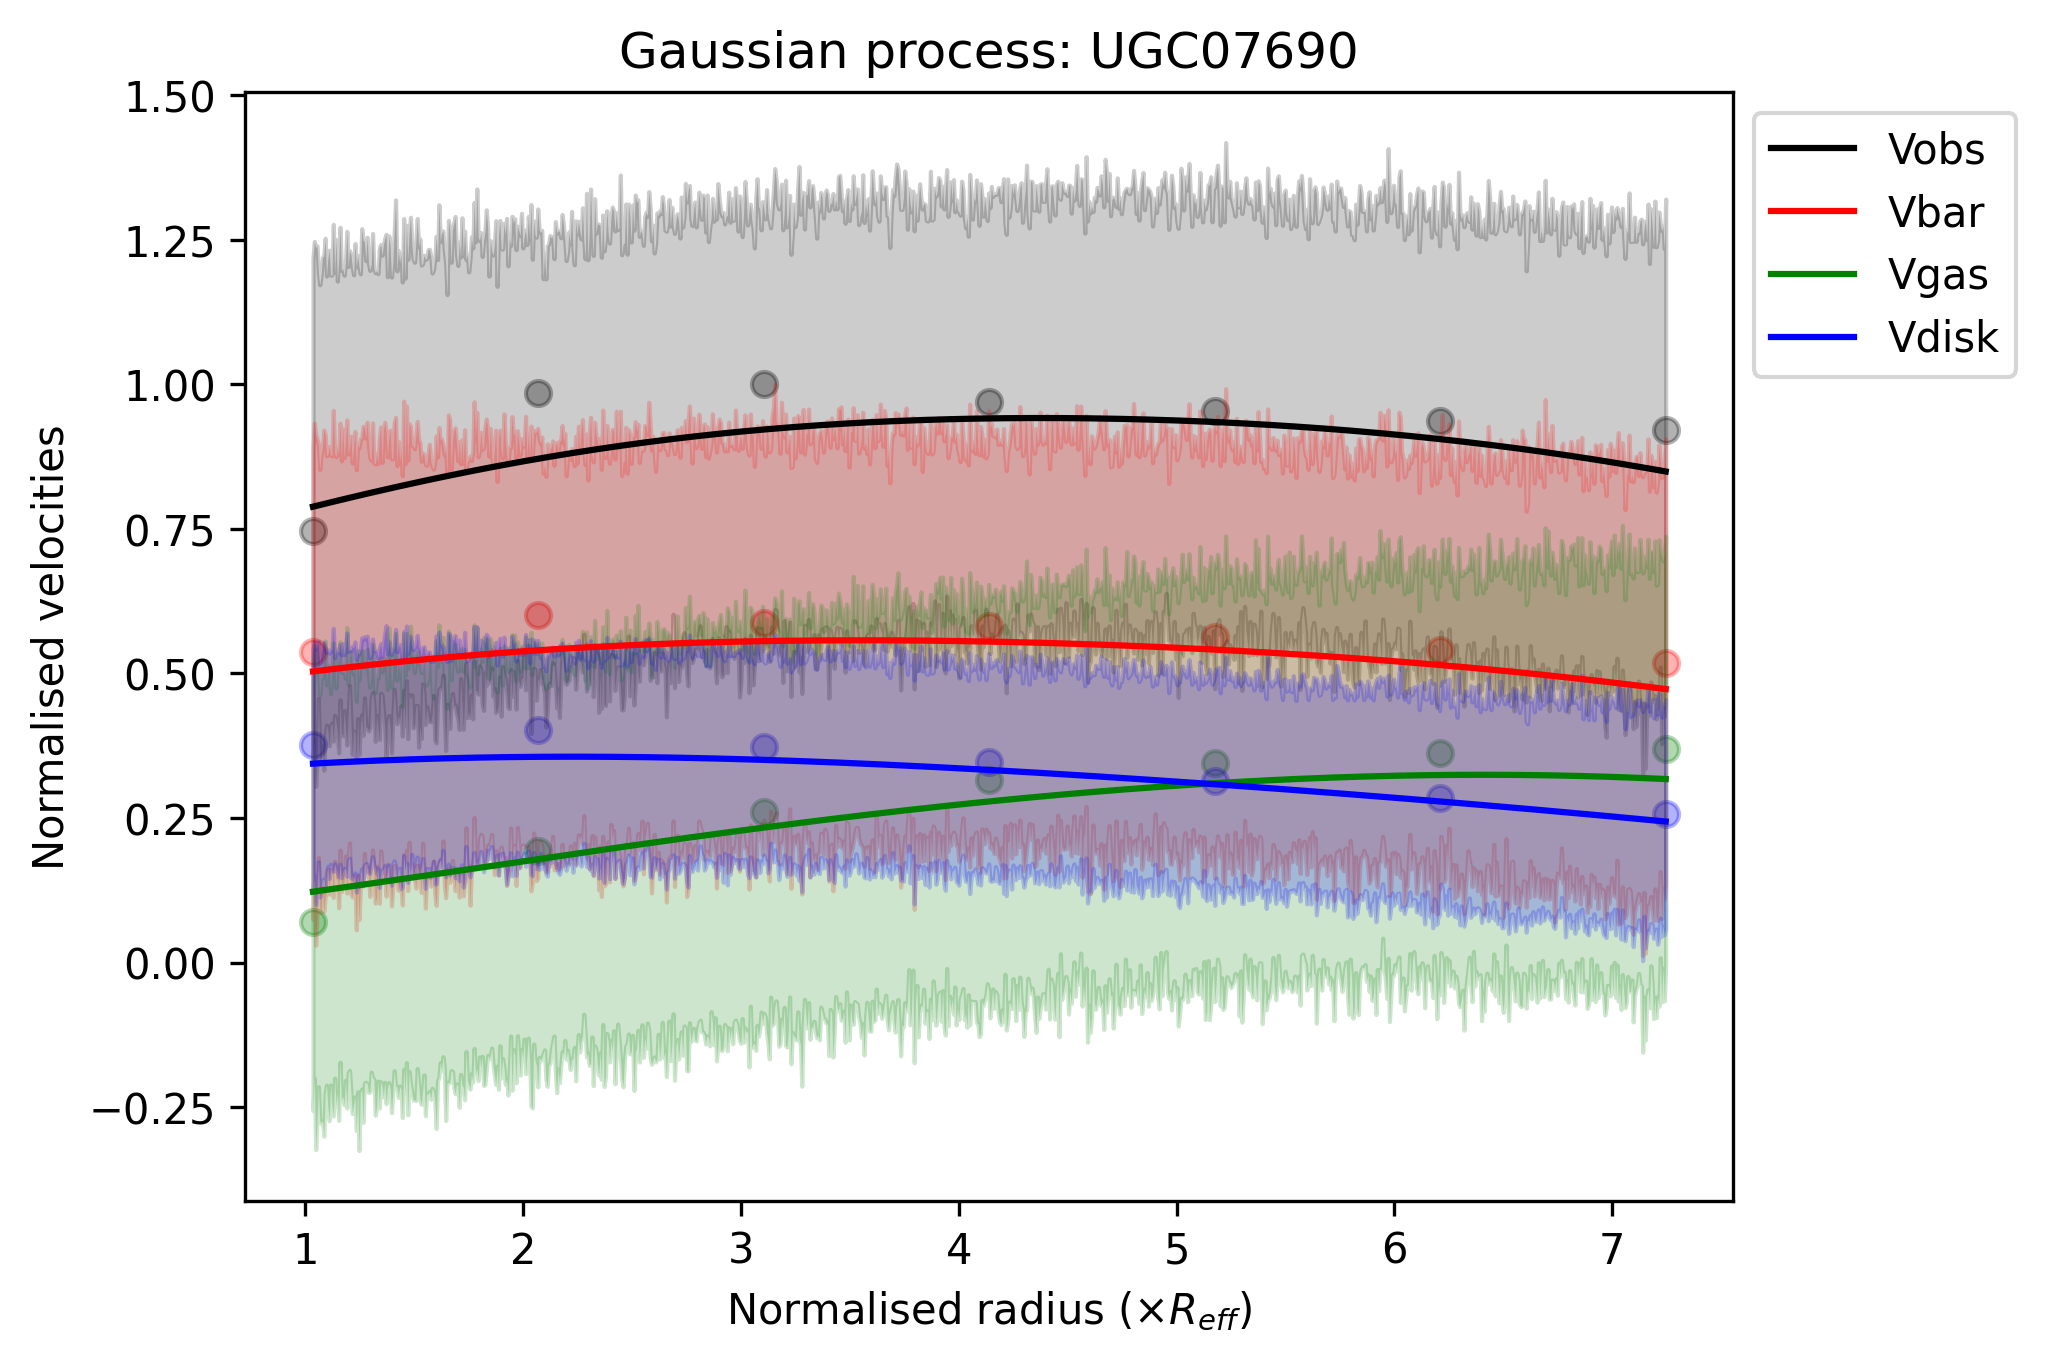 Gaussian process: UGC07690
1.50
1.25
1.00
0.75
0.50
0.25
0.00
−0.25
Normalised velocities
1 2 3 4 5 6 7
Normalised radius (×R_eff)
Vobs
Vbar
Vgas
Vdisk